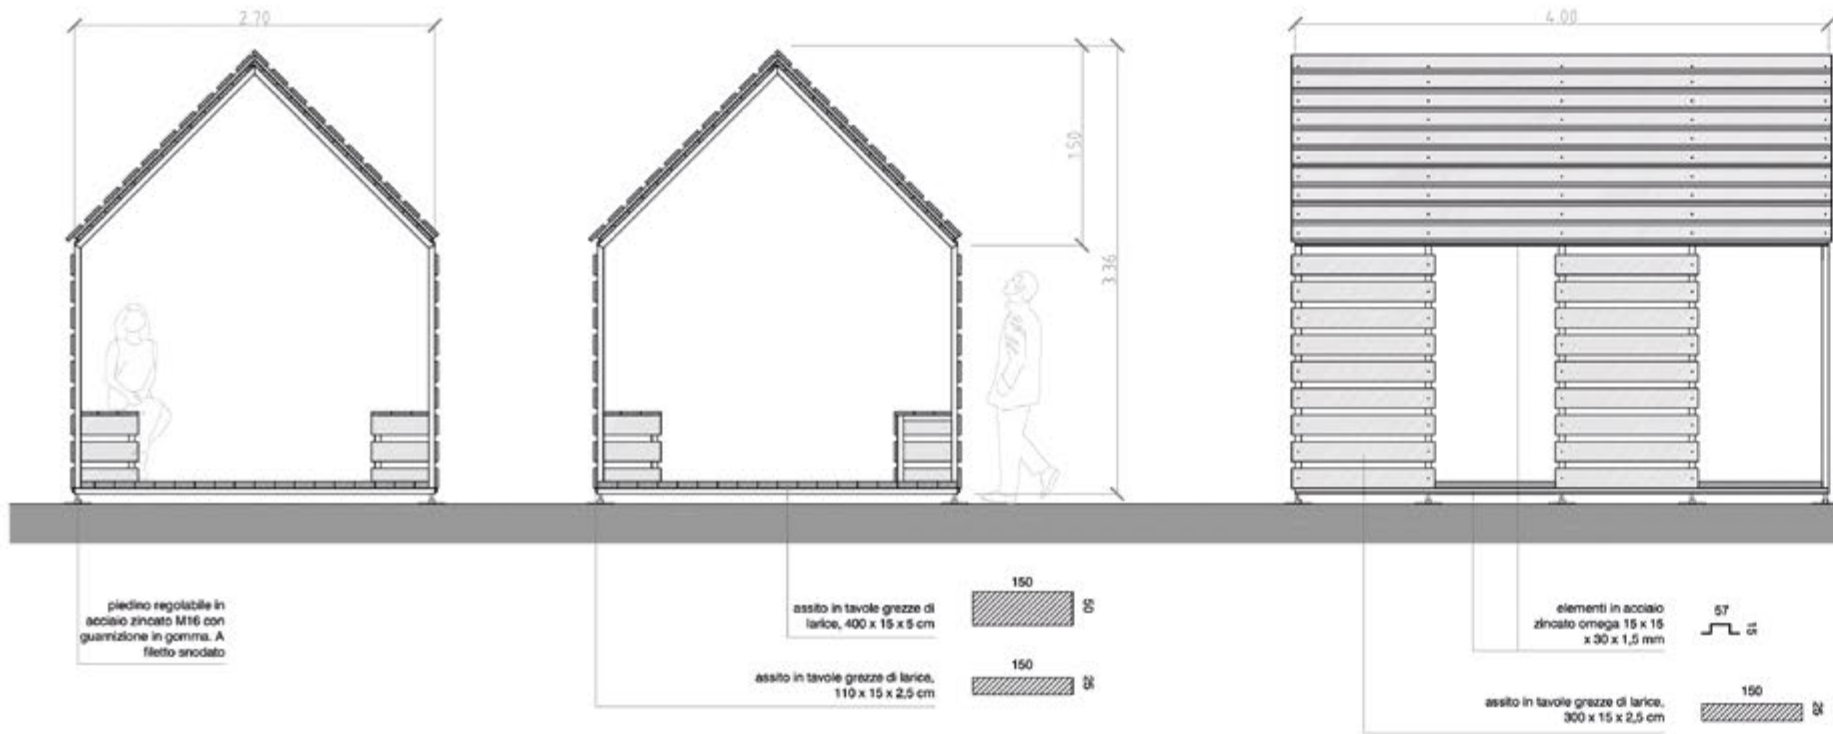 2.70
4.00
1.50
3.36
piedino regolabile in
acciaio zincato M16 con
guarnizione in gomma. A
filetto snodato
assito in tavole grezze di
larice, 400 x 15 x 5 cm
150
50
assito in tavole grezze di larice,
110 x 15 x 2,5 cm
150
25
elementi in acciaio
zincato omega 15 x 15
x 30 x 1,5 mm
57
15
assito in tavole grezze di larice,
300 x 15 x 2,5 cm
150
25